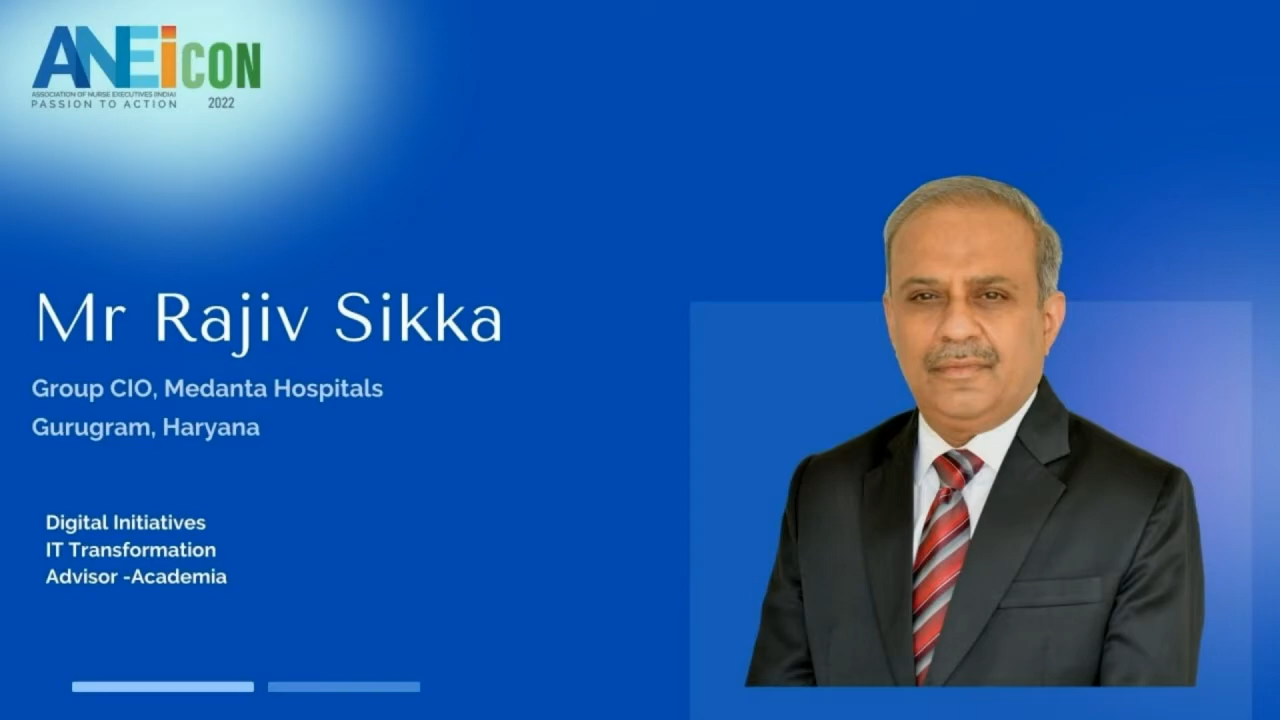 ANEiCON
ASSOCIATION OF NURSE EXECUTIVES (INDIA)
PASSION TO ACTION 2022
Mr Rajiv Sikka
Group CIO, Medanta Hospitals
Gurugram, Haryana
Digital Initiatives
IT Transformation
Advisor -Academia